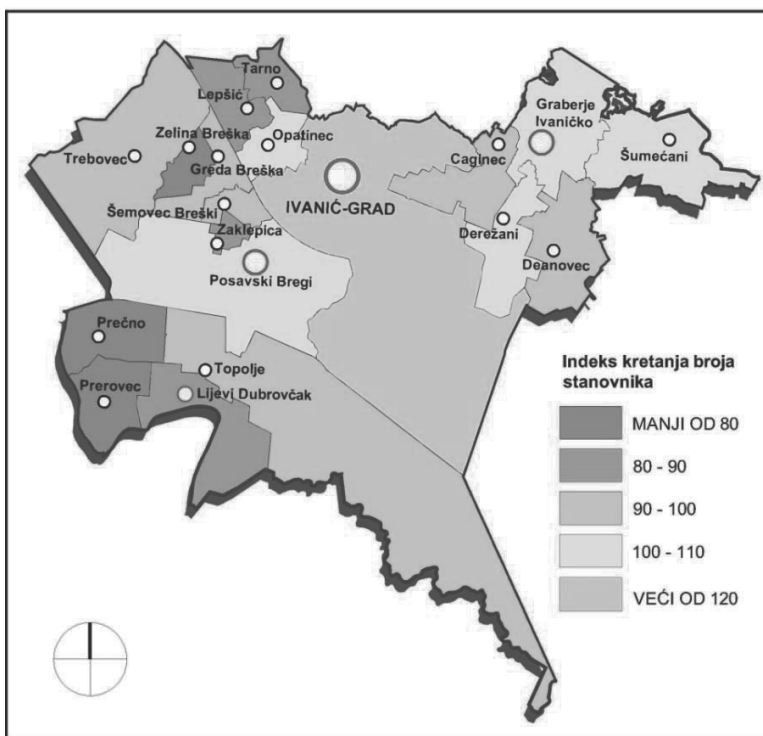 Tarno
Lepšić
Graberje
Ivaničko
Zelina Breška
Opatinec
Trebovec
Greda Breška
Caginec
Šumećani
IVANIĆ-GRAD
Šemovec Breški
Derežani
Zaklepica
Deanovec
Posavski Bregi
Prečno
Topolje
Prerovec
Lijevi Dubrovčak
Indeks kretanja broja
stanovnika
MANJI OD 80
80 - 90
90 - 100
100 - 110
VEĆI OD 120